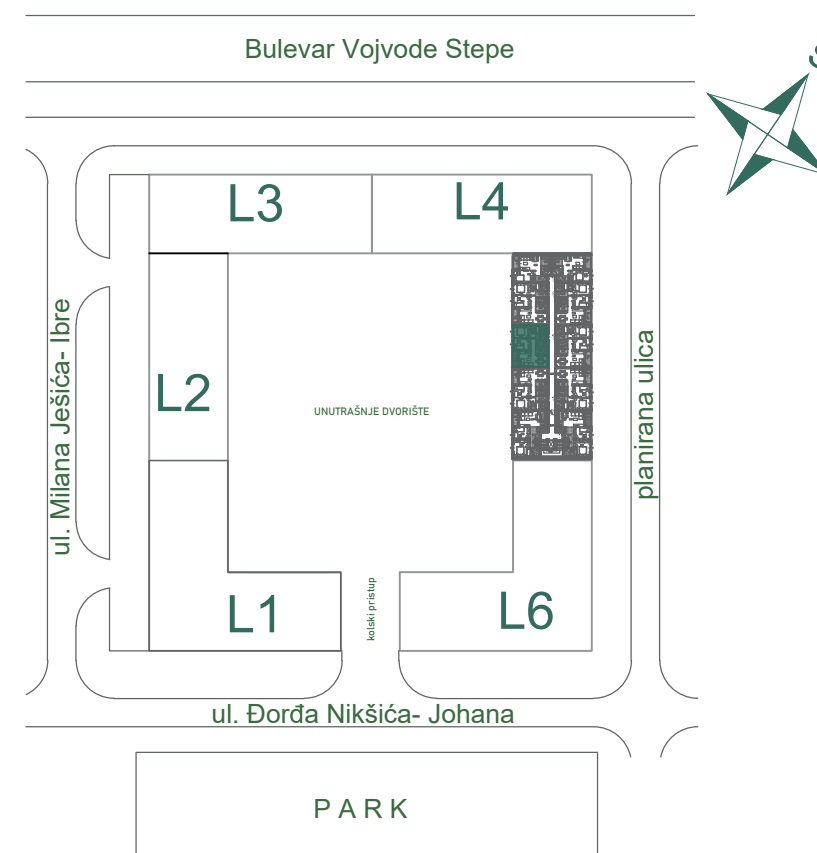 Bulevar Vojvode Stepe
L3
L4
ul. Milana Ješića- Ibre
L2
UNUTRAŠNJE DVORIŠTE
planirana ulica
L1
kolski pristup
L6
ul. Đorđa Nikšića- Johana
PARK